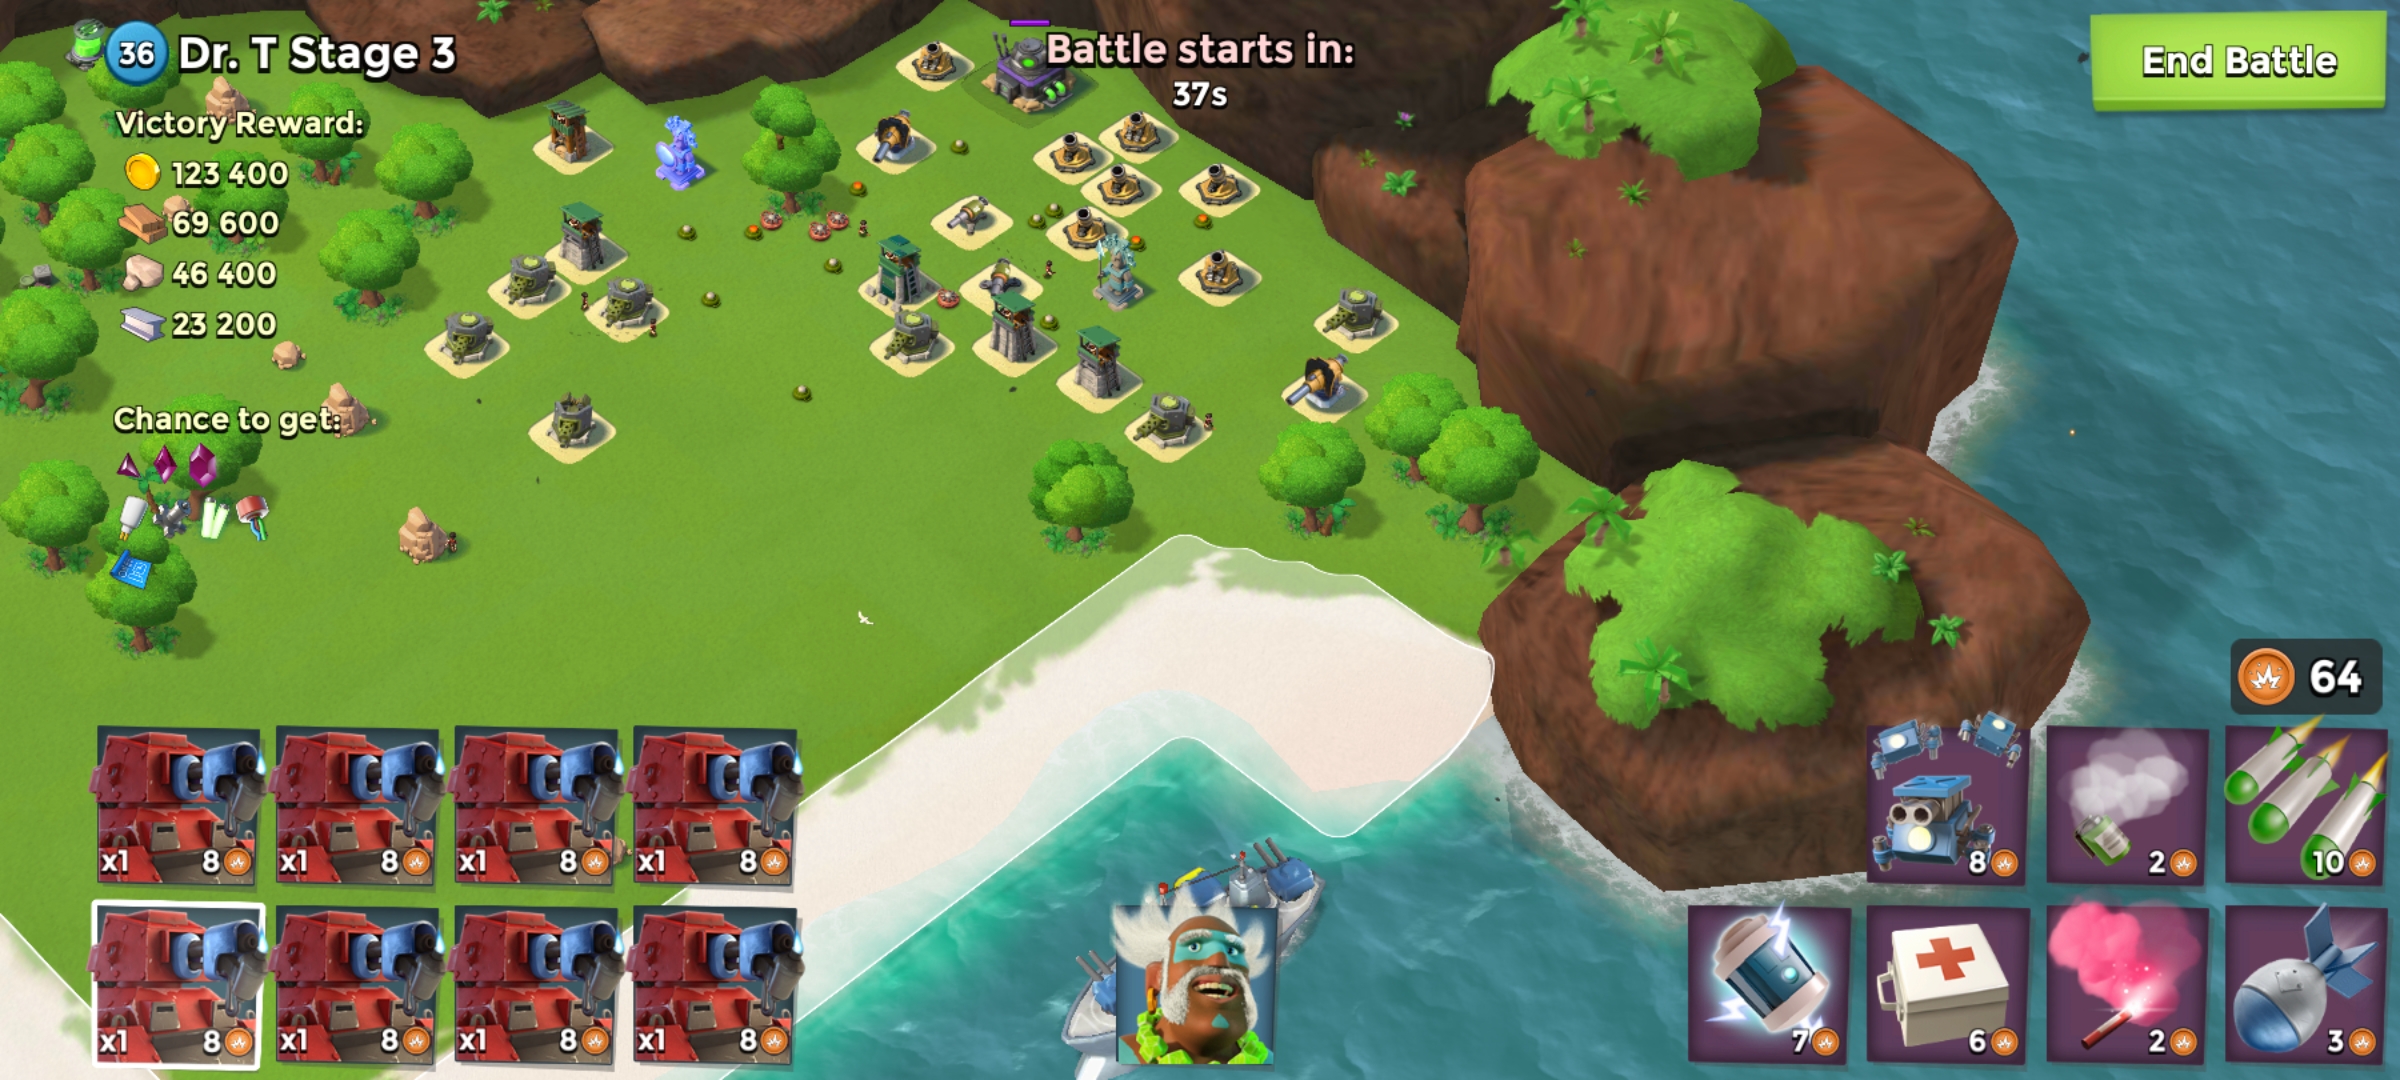 36 Dr. T Stage 3
Battle starts in:
37s
End Battle
Victory Reward:
123 400
69 600
46 400
23 200
Chance to get:
64
x1 8
x1 8
x1 8
x1 8
8
2
10
x1 8
x1 8
x1 8
x1 8
7
6
2
3